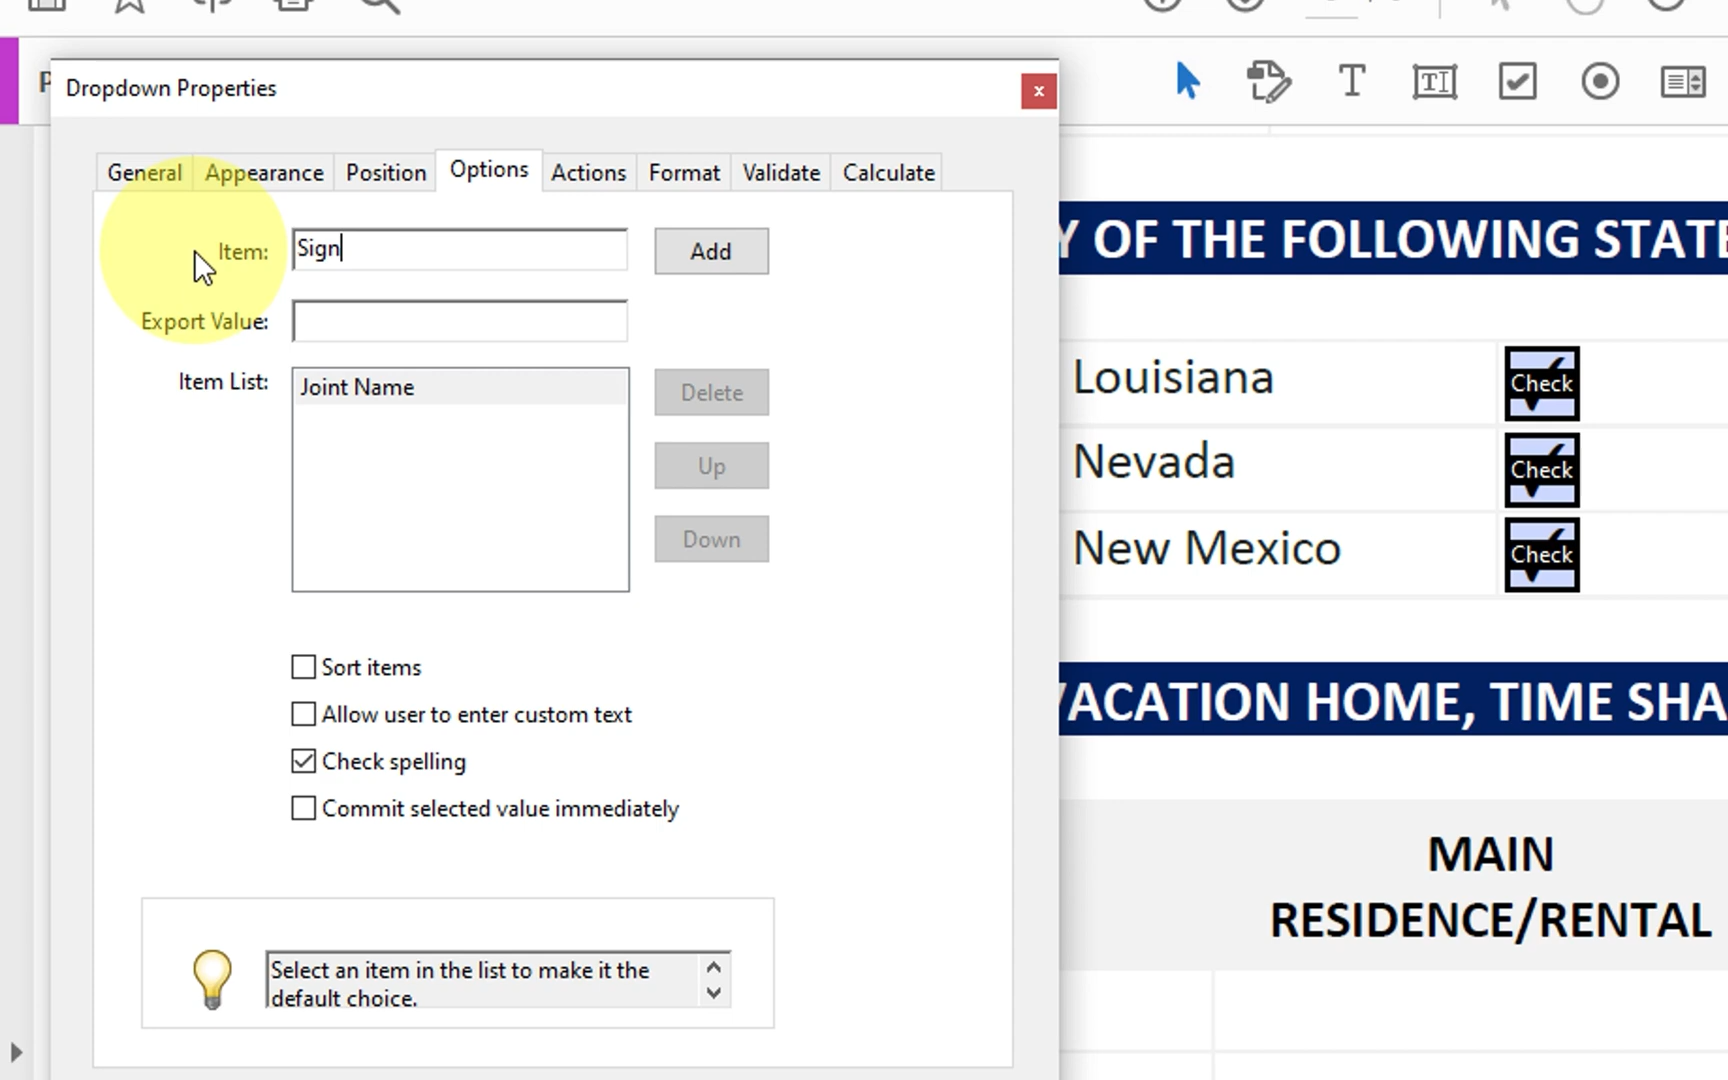 Dropdown Properties
x
General Appearance Position Options Actions Format Validate Calculate
Item: Sign Add
Export Value:
Item List: Joint Name Delete
Up
Down
Sort items
Allow user to enter custom text
Check spelling
Commit selected value immediately
Select an item in the list to make it the
default choice.
Y OF THE FOLLOWING STATE
Louisiana Check
Nevada Check
New Mexico Check
VACATION HOME, TIME SHA
MAIN
RESIDENCE/RENTAL